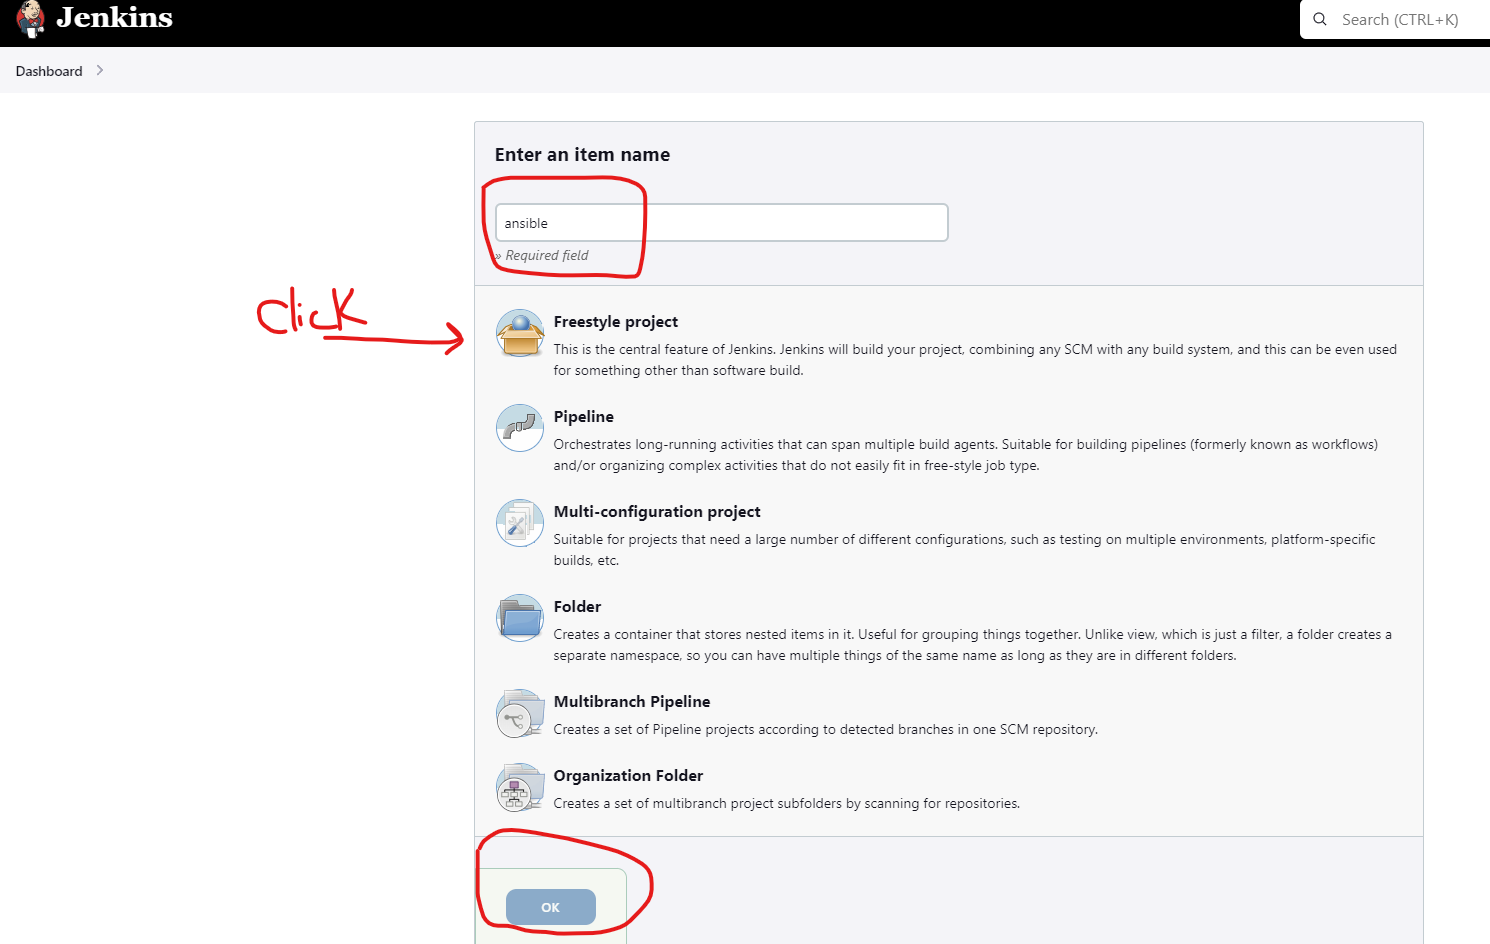 Jenkins
Search (CTRL+K)
Dashboard
Enter an item name
ansible
» Required field
Click
Freestyle project
This is the central feature of Jenkins. Jenkins will build your project, combining any SCM with any build system, and this can be even used
for something other than software build.
Pipeline
Orchestrates long-running activities that can span multiple build agents. Suitable for building pipelines (formerly known as workflows)
and/or organizing complex activities that do not easily fit in free-style job type.
Multi-configuration project
Suitable for projects that need a large number of different configurations, such as testing on multiple environments, platform-specific
builds, etc.
Folder
Creates a container that stores nested items in it. Useful for grouping things together. Unlike view, which is just a filter, a folder creates a
separate namespace, so you can have multiple things of the same name as long as they are in different folders.
Multibranch Pipeline
Creates a set of Pipeline projects according to detected branches in one SCM repository.
Organization Folder
Creates a set of multibranch project subfolders by scanning for repositories.
OK